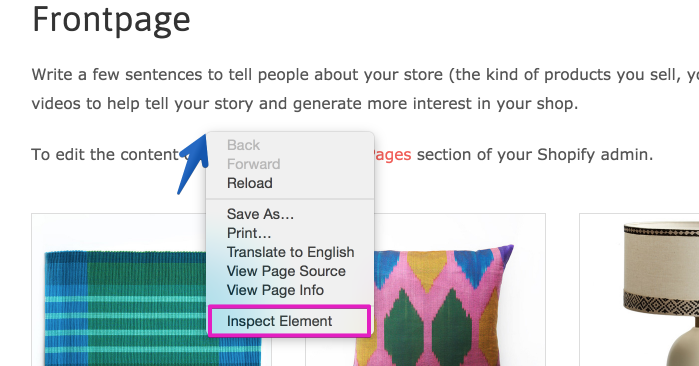 Frontpage
Write a few sentences to tell people about your store (the kind of products you sell,
videos to help tell your story and generate more interest in your shop.
To edit the content Pages section of your Shopify admin.
Back
Forward
Reload
Save As...
Print...
Translate to English
View Page Source
View Page Info
Inspect Element